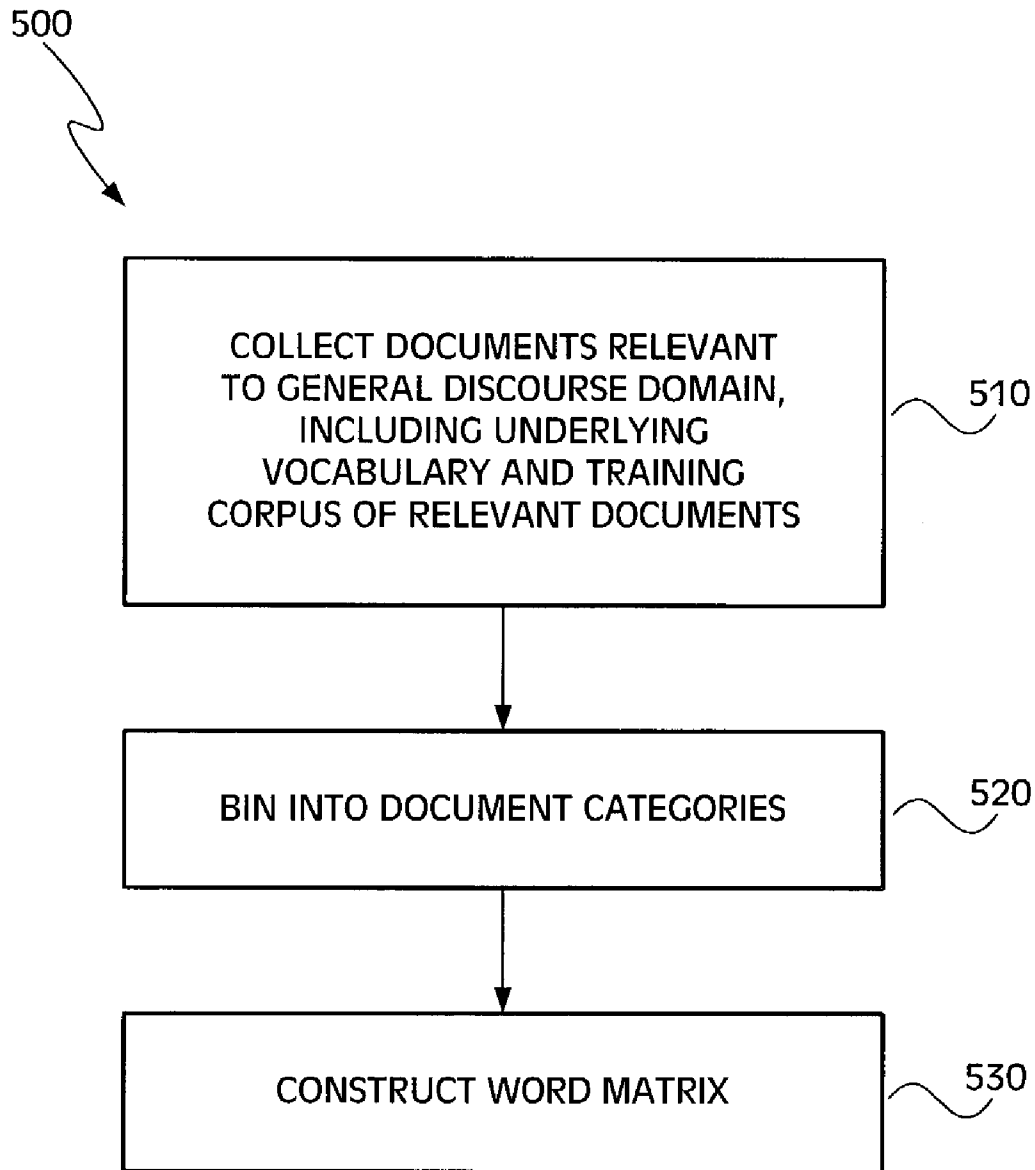 500
COLLECT DOCUMENTS RELEVANT
TO GENERAL DISCOURSE DOMAIN,
INCLUDING UNDERLYING
VOCABULARY AND TRAINING
CORPUS OF RELEVANT DOCUMENTS
510
BIN INTO DOCUMENT CATEGORIES
520
CONSTRUCT WORD MATRIX
530